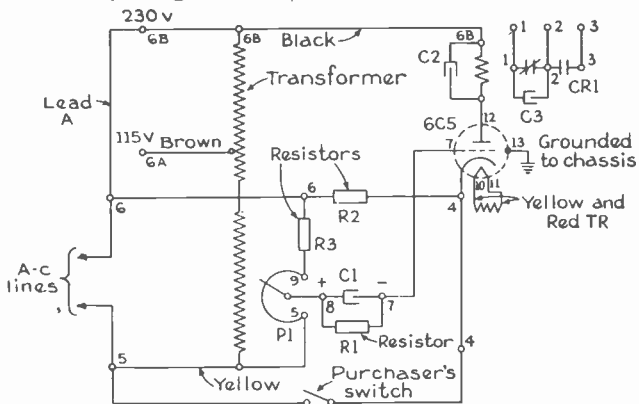 230 v
6B
6B
Black
6B
1
2
3
C2
1
2
3
CR1
C3
Transformer
Lead
A
115V
Brown
6A
6C5
12
7
13
Grounded
to chassis
10
11
Resistors
6
6
R2
4
Yellow and
Red TR
R3
A-c
lines
9
+
C1
-
8
7
5
P1
R1
Resistor
4
5
Yellow
Purchaser's
switch